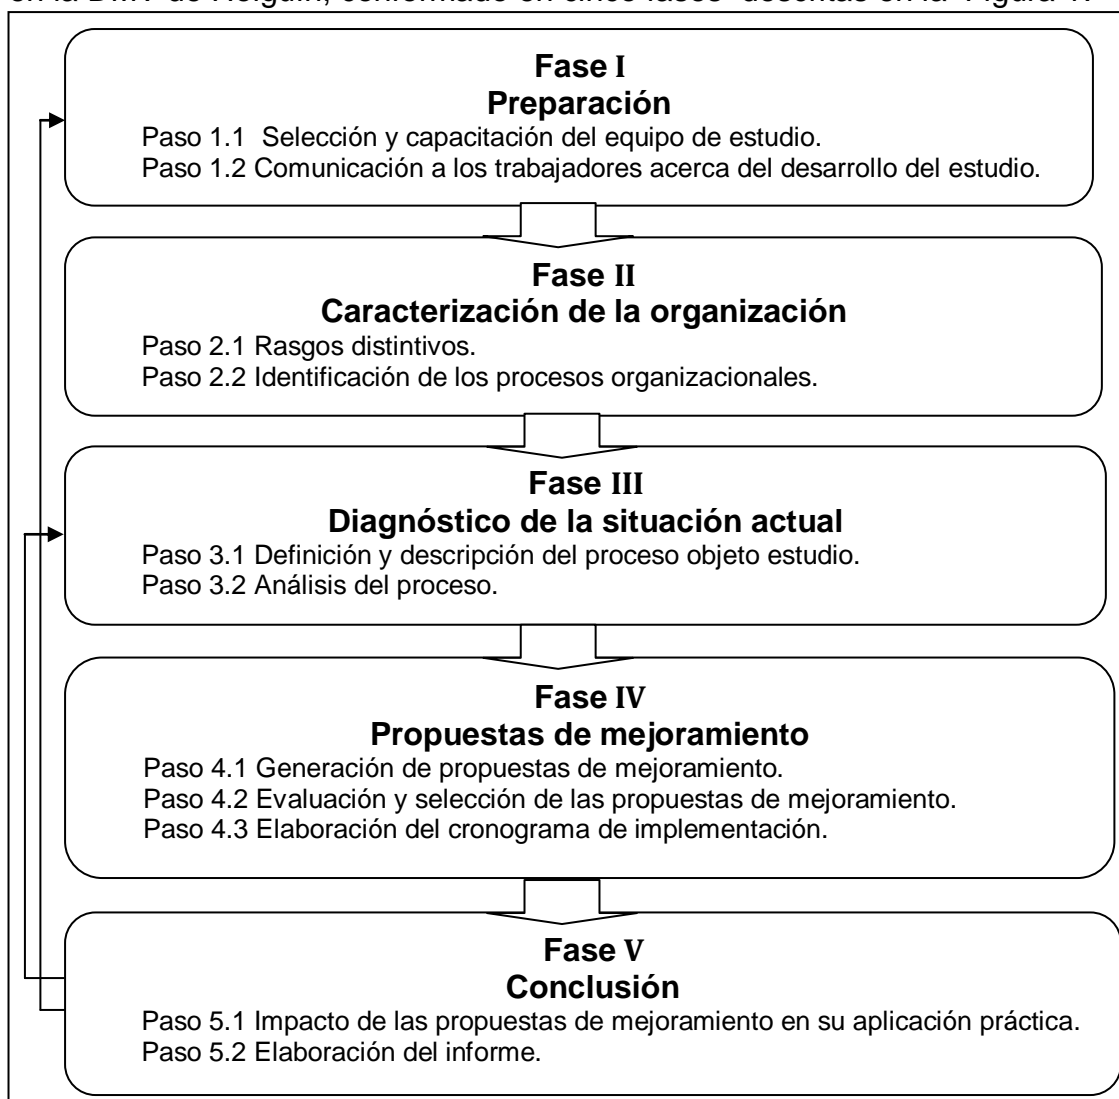 Fase I
Preparación
Paso 1.1 Selección y capacitación del equipo de estudio.
Paso 1.2 Comunicación a los trabajadores acerca del desarrollo del estudio.
Fase II
Caracterización de la organización
Paso 2.1 Rasgos distintivos.
Paso 2.2 Identificación de los procesos organizacionales.
Fase III
Diagnóstico de la situación actual
Paso 3.1 Definición y descripción del proceso objeto estudio.
Paso 3.2 Análisis del proceso.
Fase IV
Propuestas de mejoramiento
Paso 4.1 Generación de propuestas de mejoramiento.
Paso 4.2 Evaluación y selección de las propuestas de mejoramiento.
Paso 4.3 Elaboración del cronograma de implementación.
Fase V
Conclusión
Paso 5.1 Impacto de las propuestas de mejoramiento en su aplicación práctica.
Paso 5.2 Elaboración del informe.